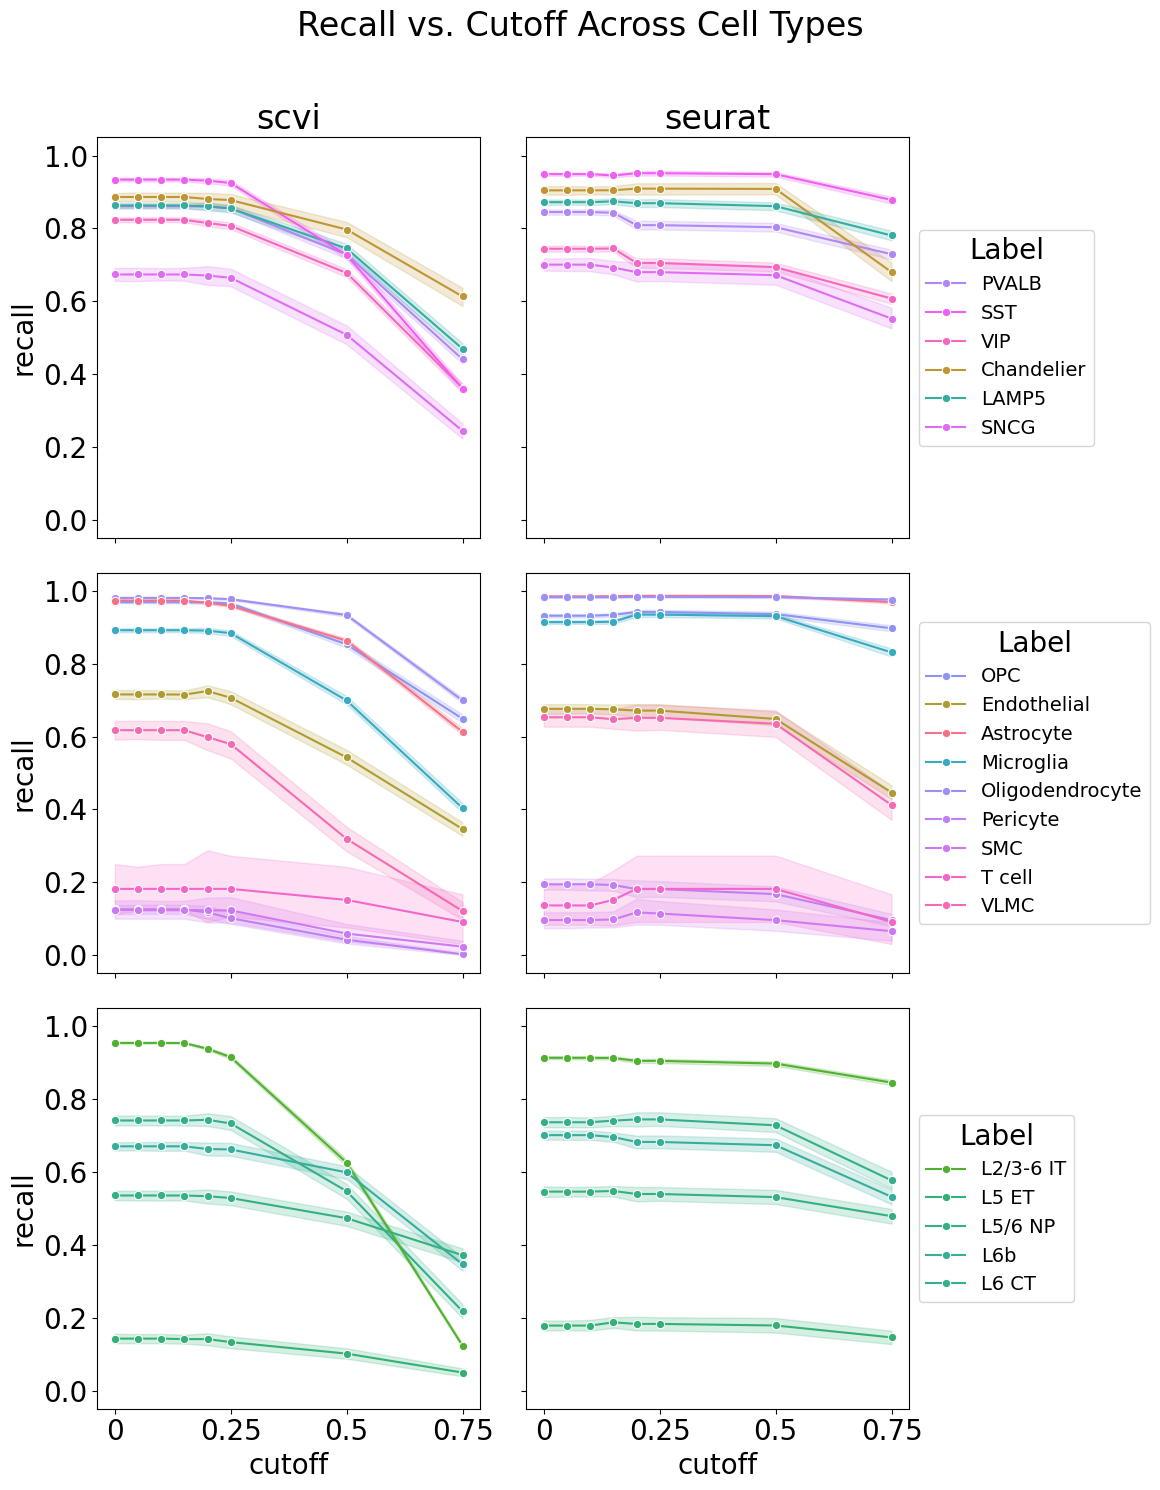 Recall vs. Cutoff Across Cell Types
scvi
seurat
recall
1.0
0.8
0.6
0.4
0.2
0.0
Label
PVALB
SST
VIP
Chandelier
LAMP5
SNCG
recall
1.0
0.8
0.6
0.4
0.2
0.0
Label
OPC
Endothelial
Astrocyte
Microglia
Oligodendrocyte
Pericyte
SMC
T cell
VLMC
recall
1.0
0.8
0.6
0.4
0.2
0.0
Label
L2/3-6 IT
L5 ET
L5/6 NP
L6b
L6 CT
0 0.25 0.5 0.75
cutoff
0 0.25 0.5 0.75
cutoff